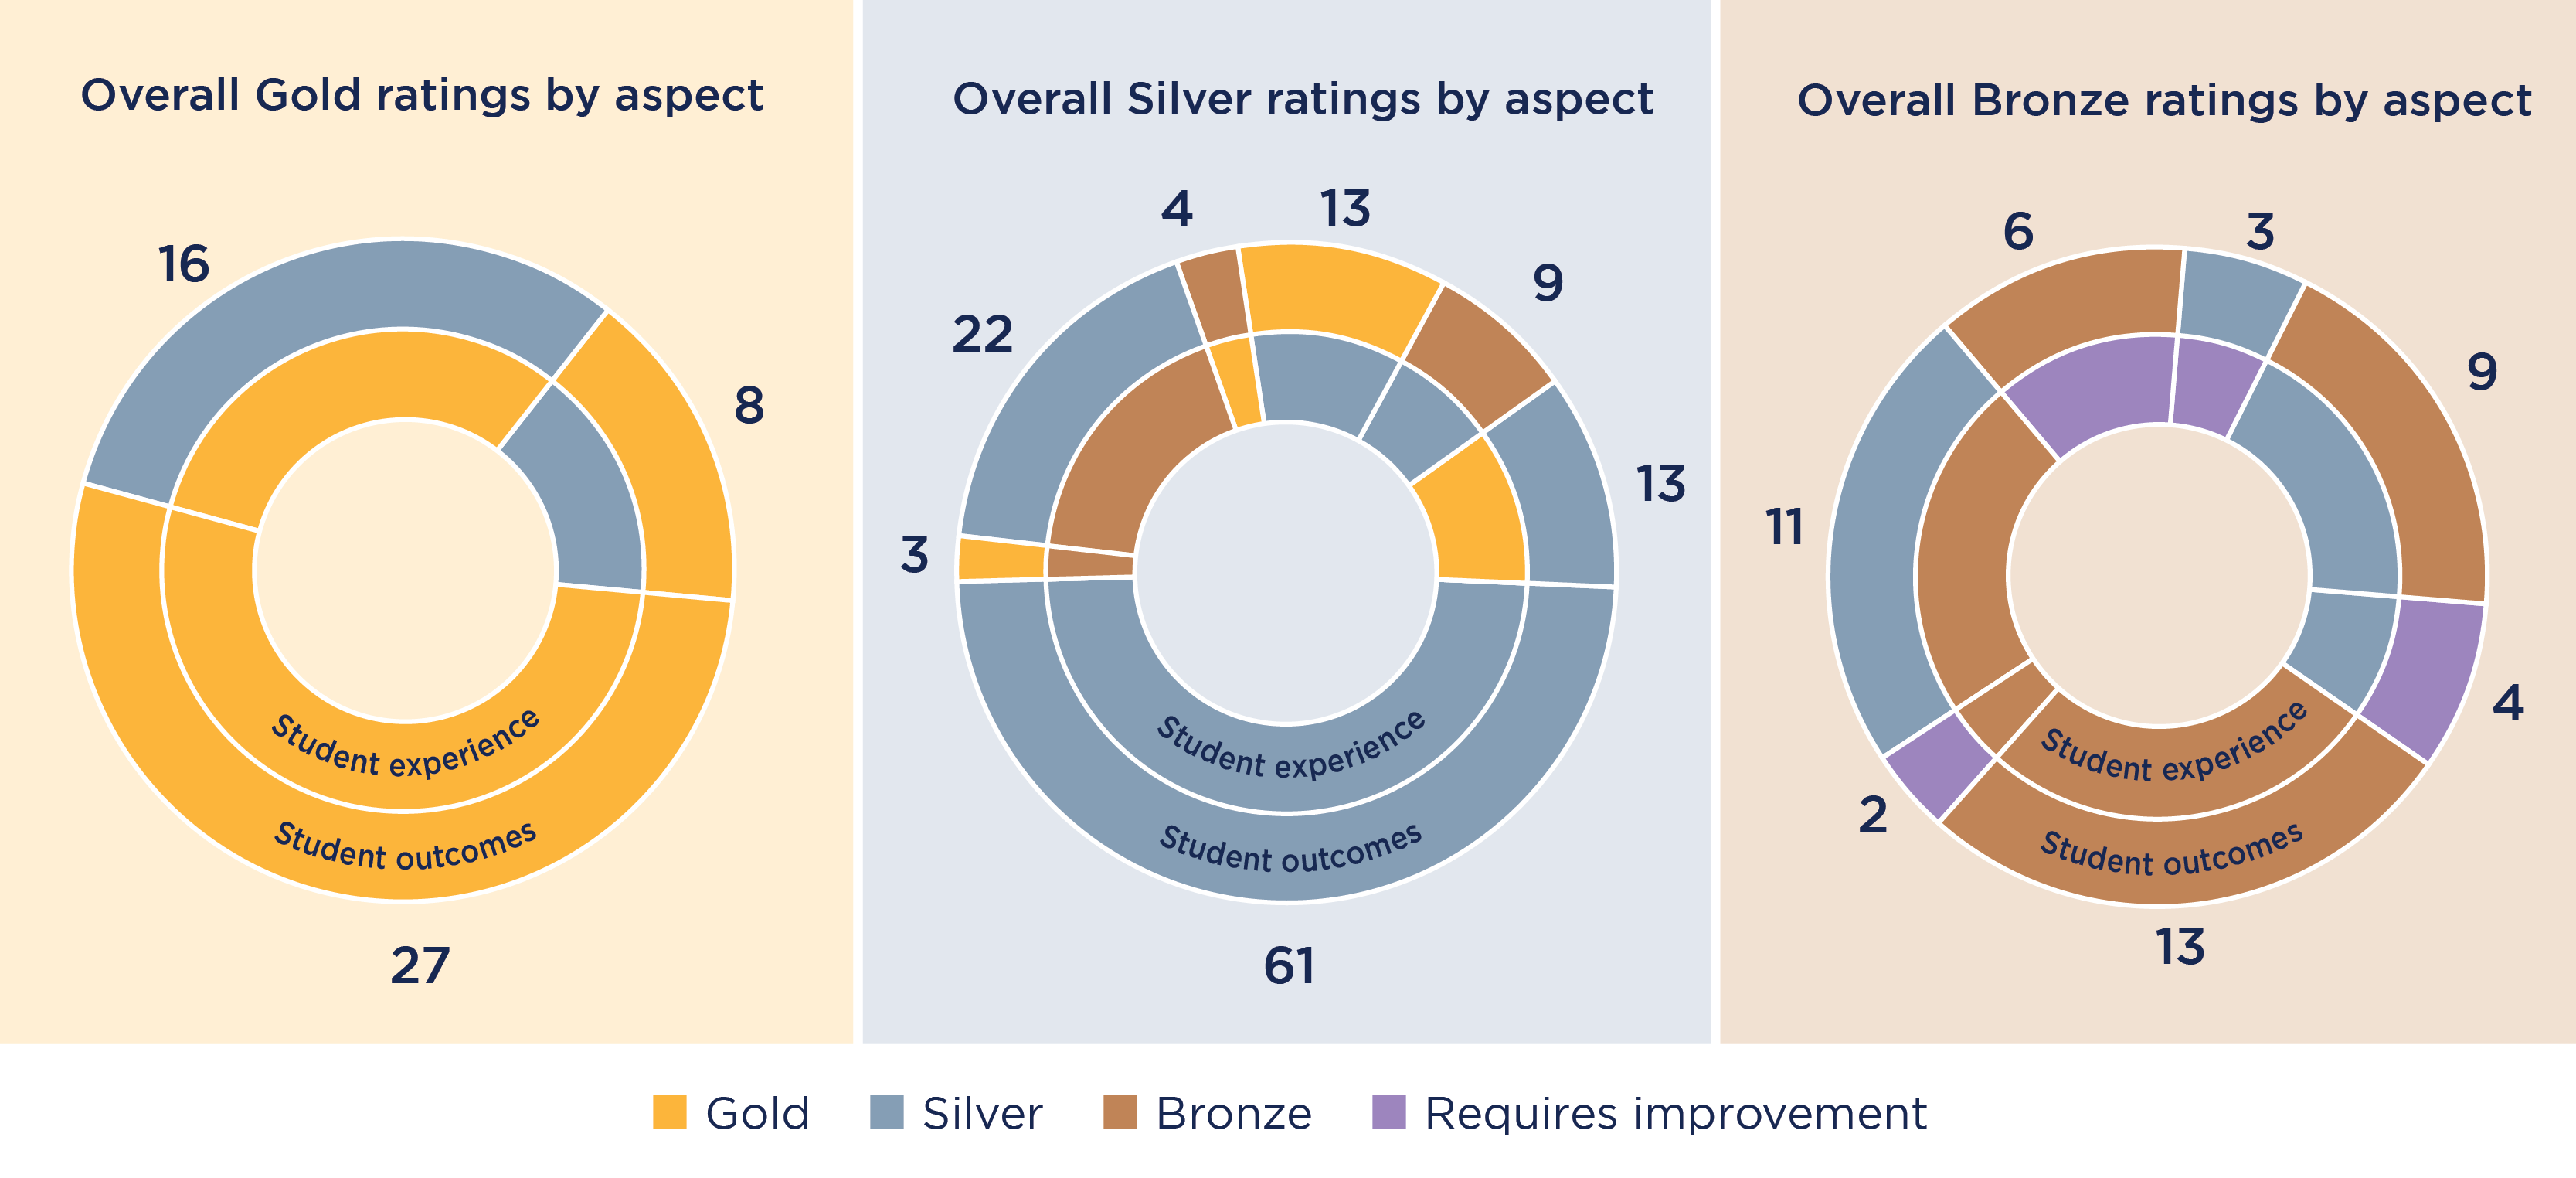 Overall Gold ratings by aspect
16
8
Student experience
Student outcomes
27
Overall Silver ratings by aspect
4
13
9
22
13
3
Student experience
Student outcomes
61
Overall Bronze ratings by aspect
6
3
9
11
4
2
Student experience
Student outcomes
13
Gold
Silver
Bronze
Requires improvement